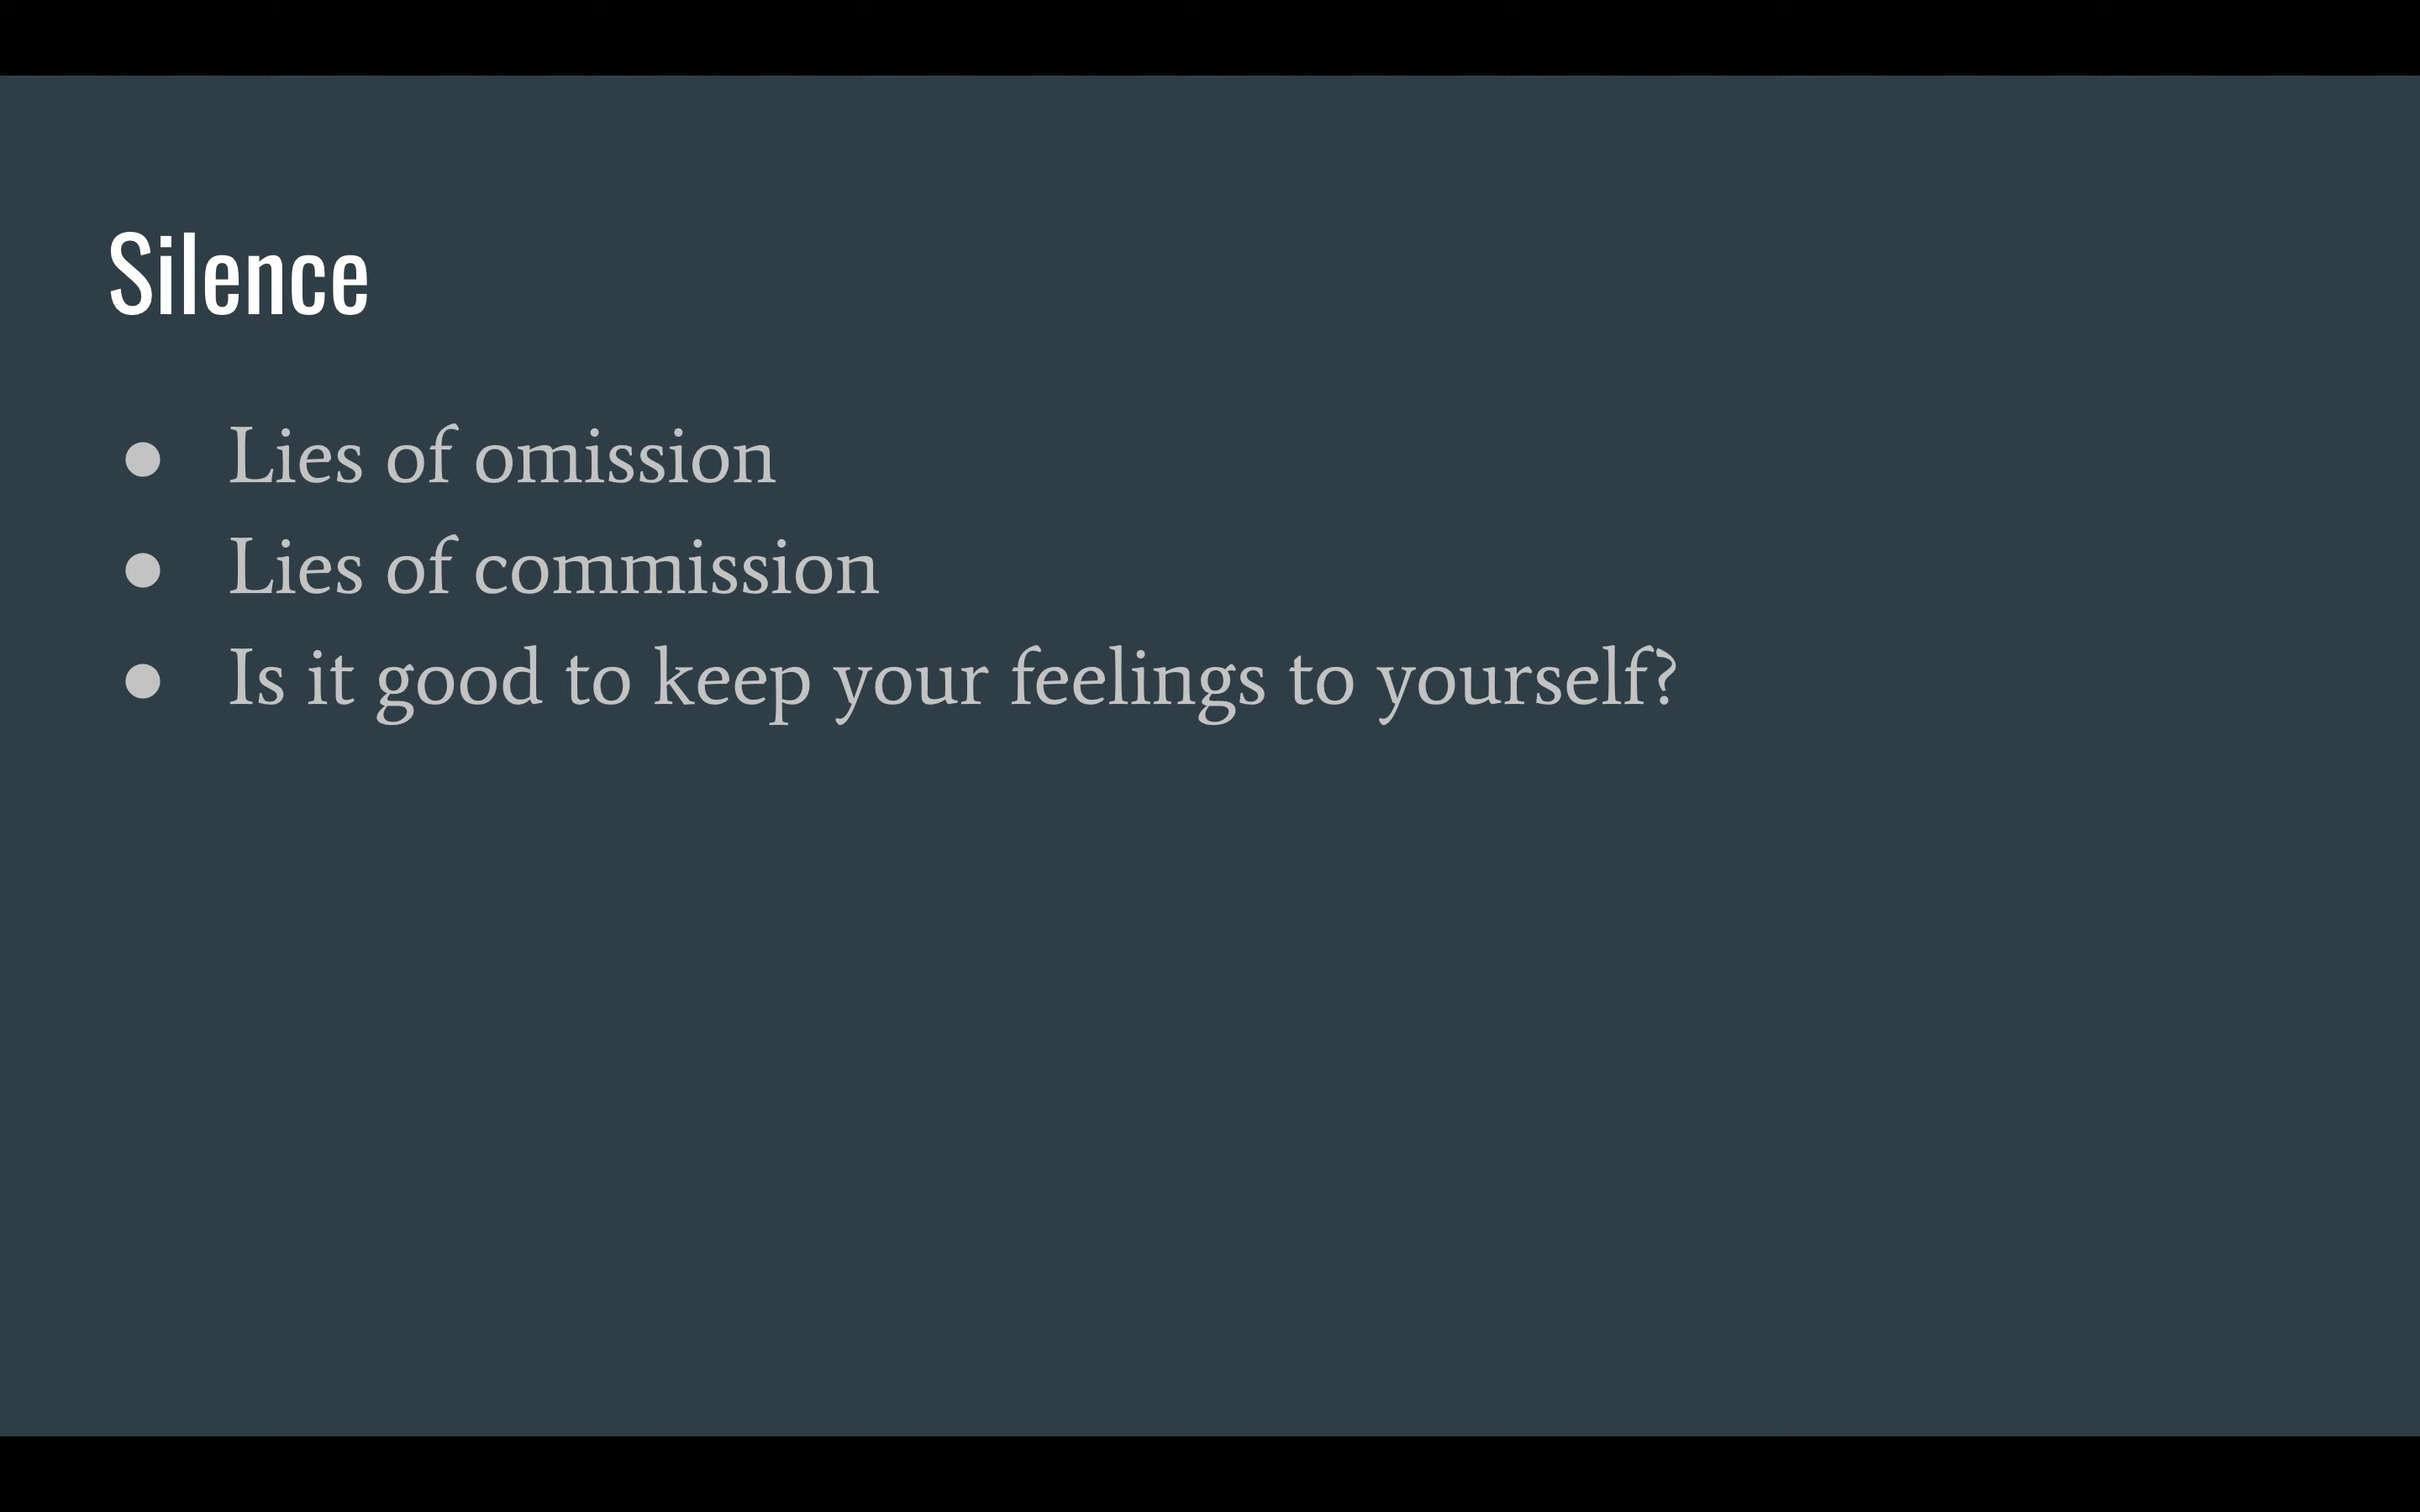 Silence
● Lies of omission
● Lies of commission
● Is it good to keep your feelings to yourself?